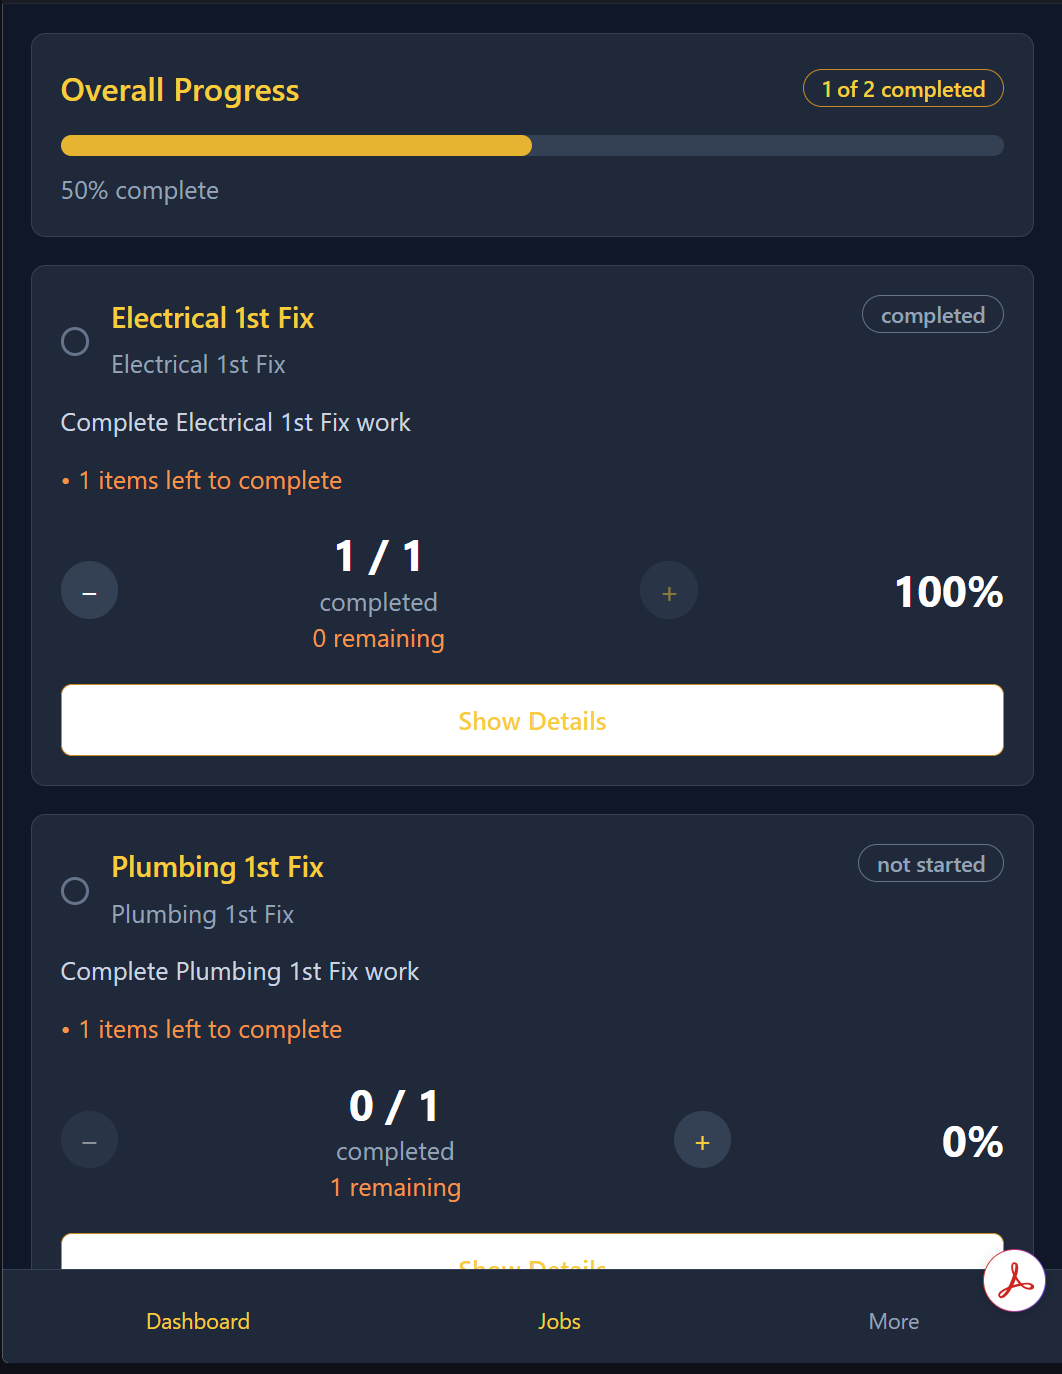 Overall Progress
1 of 2 completed
50% complete
Electrical 1st Fix
completed
Electrical 1st Fix
Complete Electrical 1st Fix work
• 1 items left to complete
–
1 / 1
completed
0 remaining
+
100%
Show Details
Plumbing 1st Fix
not started
Plumbing 1st Fix
Complete Plumbing 1st Fix work
• 1 items left to complete
–
0 / 1
completed
1 remaining
+
0%
Show Details
Dashboard
Jobs
More